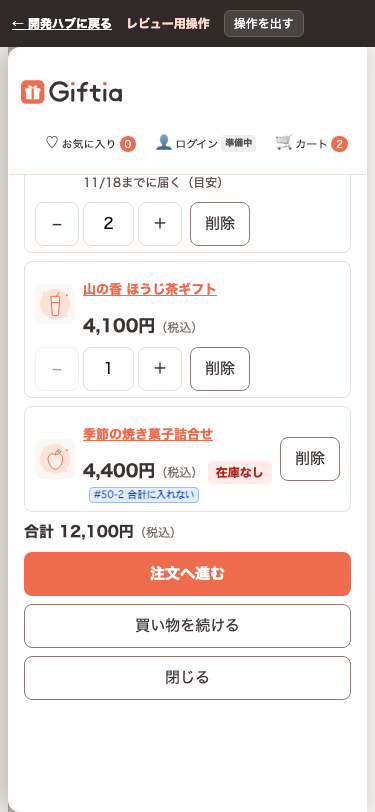 ← 開発ハブに戻る レビュー用操作 操作を出す
Giftia
♡ お気に入り 0 ログイン 準備中 カート 2
11/18までに届く（目安）
− 2 + 削除
山の香 ほうじ茶ギフト
4,100円（税込）
− 1 + 削除
季節の焼き菓子詰合せ
4,400円（税込） 在庫なし 削除
#50-2 合計に入れない
合計 12,100円（税込）
注文へ進む
買い物を続ける
閉じる